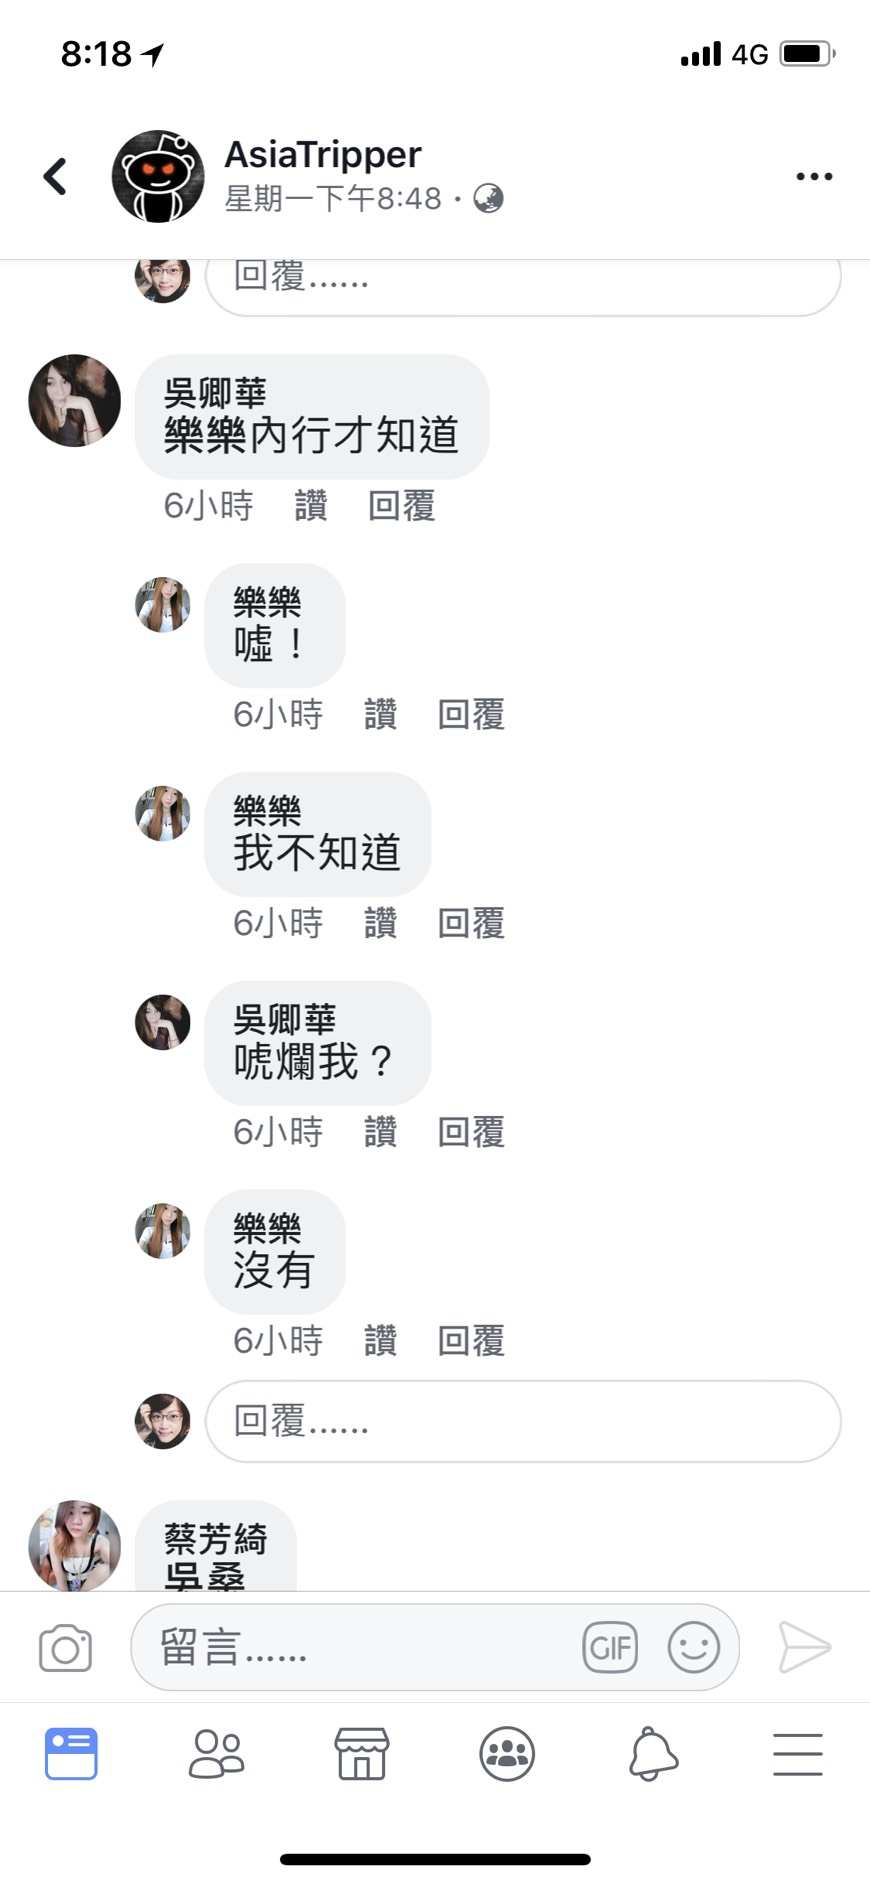 8:18
4G
AsiaTripper
星期一下午8:48 ·
回覆......
吳卿華
樂樂內行才知道
6小時 讚 回覆
樂樂
噓！
6小時 讚 回覆
樂樂
我不知道
6小時 讚 回覆
吳卿華
唬爛我？
6小時 讚 回覆
樂樂
沒有
6小時 讚 回覆
回覆......
蔡芳綺
吳桑
留言......
GIF